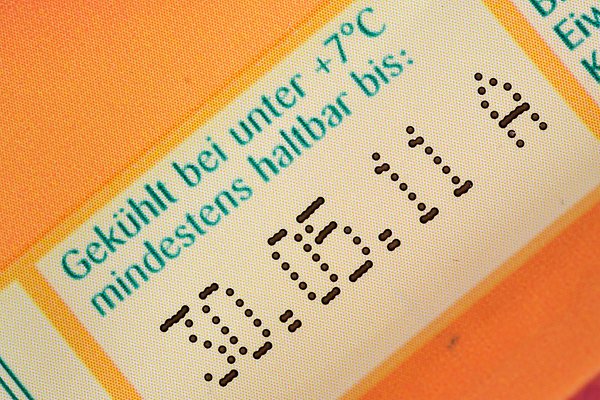 Gekühlt bei unter +7°C
mindestens haltbar bis:
30.05.11 A